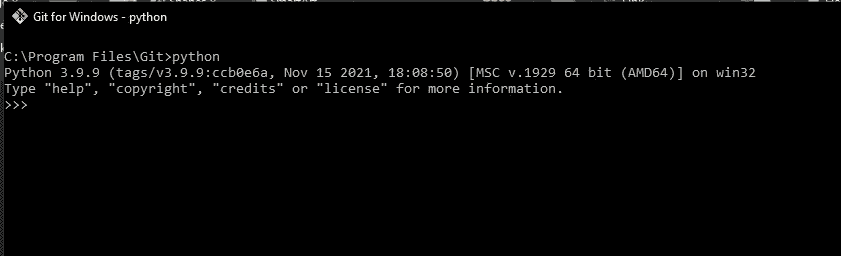 Git for Windows - python
C:\Program Files\Git>python
Python 3.9.9 (tags/v3.9.9:ccb0e6a, Nov 15 2021, 18:08:50) [MSC v.1929 64 bit (AMD64)] on win32
Type "help", "copyright", "credits" or "license" for more information.
>>>